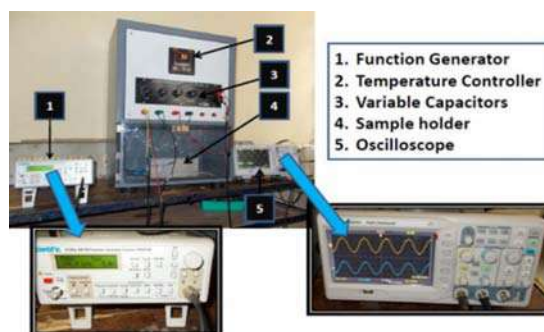 2
3
4
1
5
1. Function Generator
2. Temperature Controller
3. Variable Capacitors
4. Sample holder
5. Oscilloscope